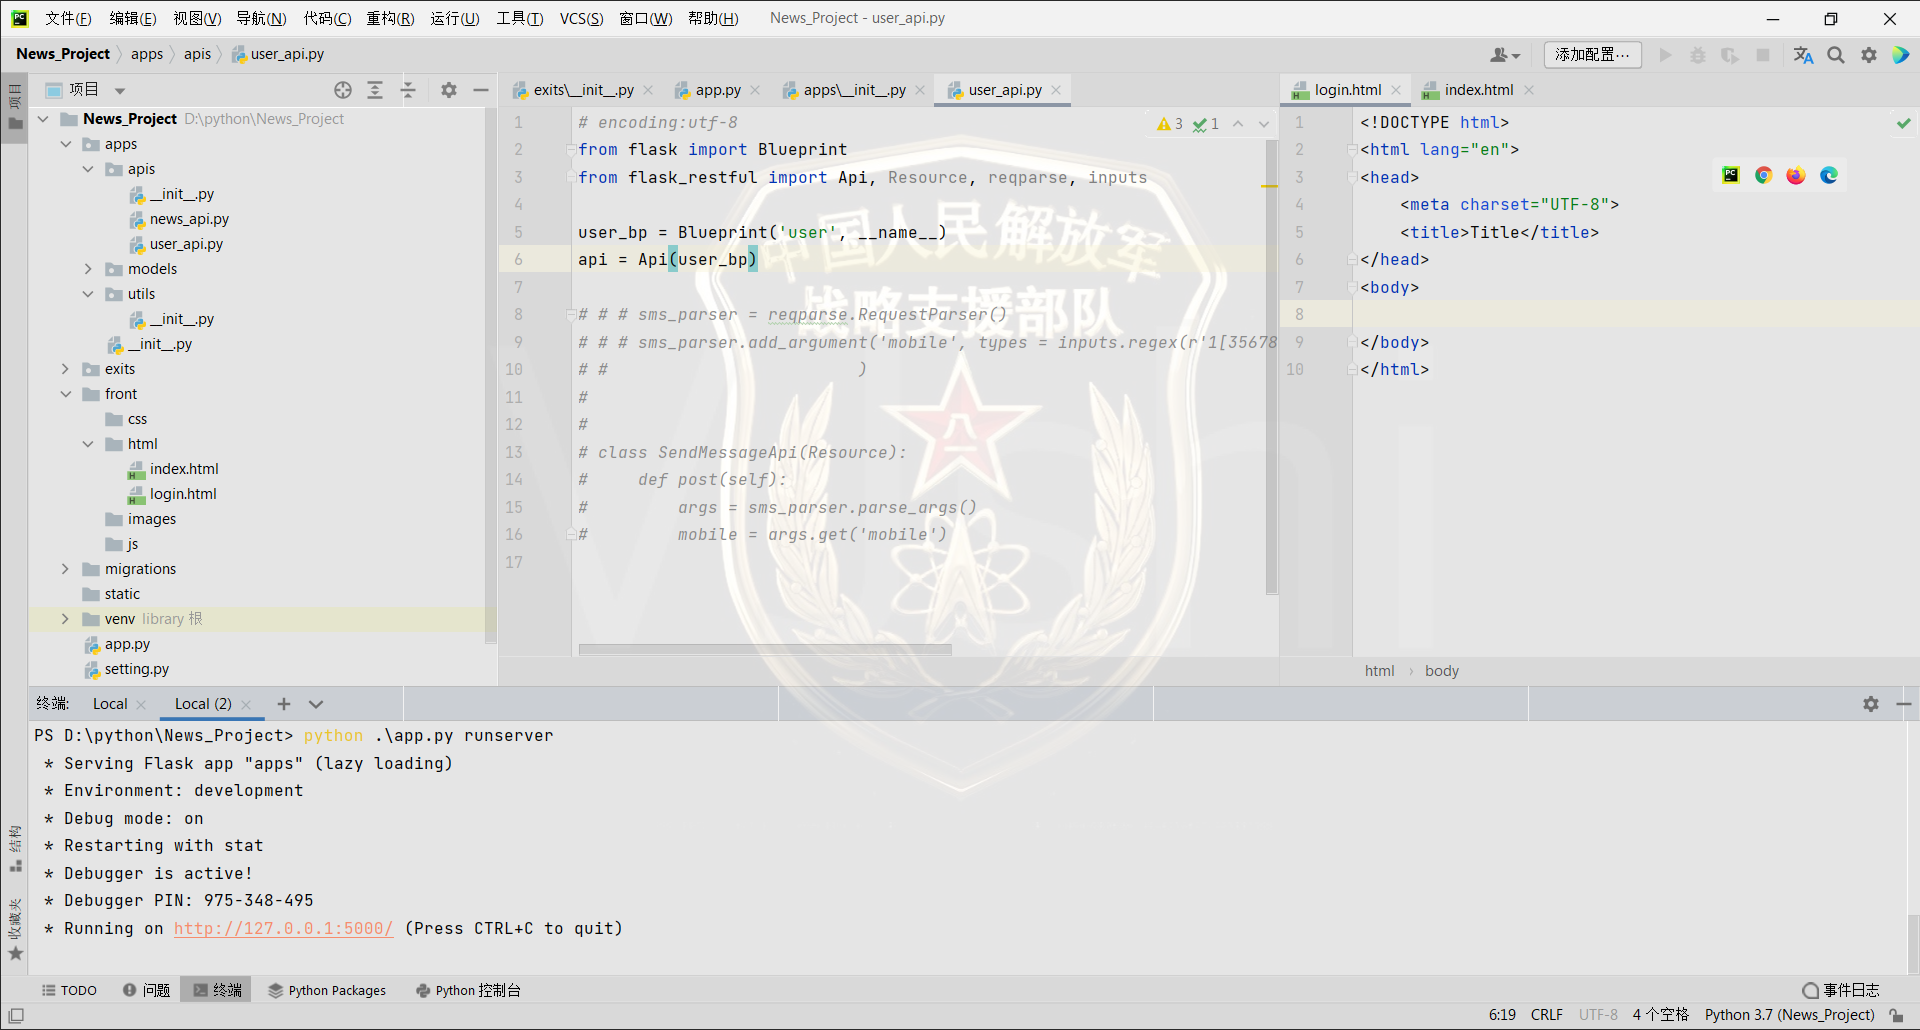 文件(F) 编辑(E) 视图(V) 导航(N) 代码(C) 重构(R) 运行(U) 工具(T) VCS(S) 窗口(W) 帮助(H) News_Project - user_api.py
News_Project apps apis user_api.py
添加配置…
项目
项目
exits\__init__.py app.py apps\__init__.py user_api.py
login.html index.html
News_Project D:\python\News_Project
apps
apis
__init__.py
news_api.py
user_api.py
models
utils
__init__.py
__init__.py
exits
front
css
html
index.html
login.html
images
js
migrations
static
venv library 根
app.py
setting.py
3 1
1 # encoding:utf-8
2 from flask import Blueprint
3 from flask_restful import Api, Resource, reqparse, inputs
4
5 user_bp = Blueprint('user', __name__)
6 api = Api(user_bp)
7
8 # # # sms_parser = reqparse.RequestParser()
9 # # # sms_parser.add_argument('mobile', types = inputs.regex(r'1[35678
10 # # )
11 #
12 #
13 # class SendMessageApi(Resource):
14 # def post(self):
15 # args = sms_parser.parse_args()
16 # mobile = args.get('mobile')
17
中国人民解放军
战略支援部队
八一
1 <!DOCTYPE html>
2 <html lang="en">
3 <head>
4 <meta charset="UTF-8">
5 <title>Title</title>
6 </head>
7 <body>
8
9 </body>
10 </html>
html body
终端: Local Local (2)
PS D:\python\News_Project> python .\app.py runserver
* Serving Flask app "apps" (lazy loading)
* Environment: development
* Debug mode: on
* Restarting with stat
* Debugger is active!
* Debugger PIN: 975-348-495
* Running on http://127.0.0.1:5000/ (Press CTRL+C to quit)
结构
收藏夹
TODO 问题 终端 Python Packages Python 控制台 事件日志
6:19 CRLF UTF-8 4 个空格 Python 3.7 (News_Project)